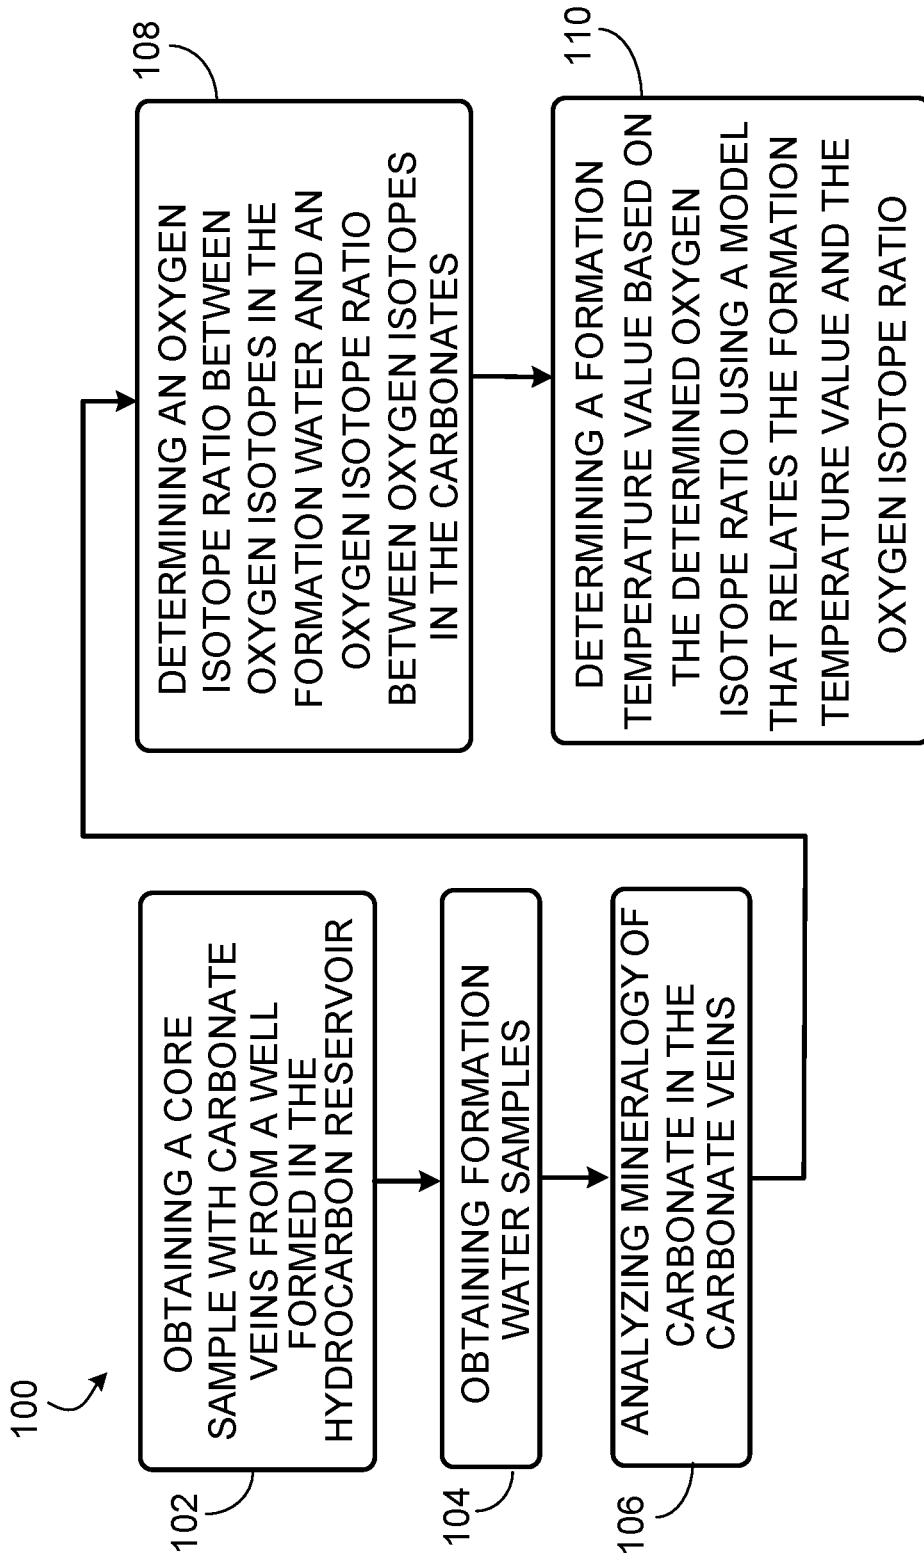 100
OBTAINING A CORE
SAMPLE WITH CARBONATE
VEINS FROM A WELL
FORMED IN THE
HYDROCARBON RESERVOIR
102
OBTAINING FORMATION
WATER SAMPLES
104
ANALYZING MINERALOGY OF
CARBONATE IN THE
CARBONATE VEINS
106
DETERMINING AN OXYGEN
ISOTOPE RATIO BETWEEN
OXYGEN ISOTOPES IN THE
FORMATION WATER AND AN
OXYGEN ISOTOPE RATIO
BETWEEN OXYGEN ISOTOPES
IN THE CARBONATES
108
DETERMINING A FORMATION
TEMPERATURE VALUE BASED ON
THE DETERMINED OXYGEN
ISOTOPE RATIO USING A MODEL
THAT RELATES THE FORMATION
TEMPERATURE VALUE AND THE
OXYGEN ISOTOPE RATIO
110